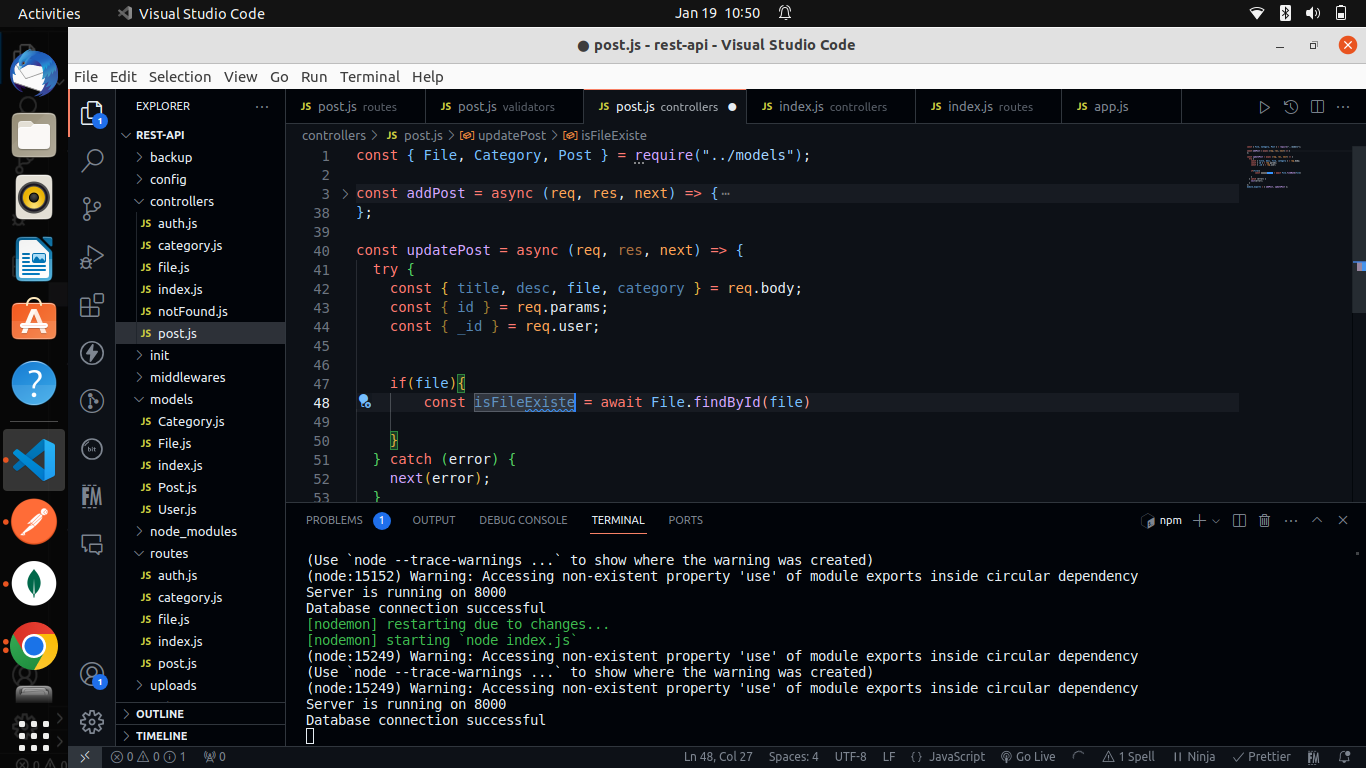 Activities
Visual Studio Code
Jan 19 10:50
● post.js - rest-api - Visual Studio Code
File Edit Selection View Go Run Terminal Help
EXPLORER
JS post.js routes
JS post.js validators
JS post.js controllers ●
JS index.js controllers
JS index.js routes
JS app.js
1
REST-API
backup
config
controllers
JS auth.js
JS category.js
JS file.js
JS index.js
JS notFound.js
JS post.js
init
middlewares
models
JS Category.js
JS File.js
JS index.js
JS Post.js
JS User.js
node_modules
routes
JS auth.js
JS category.js
JS file.js
JS index.js
JS post.js
uploads
OUTLINE
TIMELINE
bit
FM
1
controllers > JS post.js > updatePost > isFileExiste
1 const { File, Category, Post } = require("../models");
2
3 const addPost = async (req, res, next) => {⋯
38 };
39
40 const updatePost = async (req, res, next) => {
41 try {
42 const { title, desc, file, category } = req.body;
43 const { id } = req.params;
44 const { _id } = req.user;
45
46
47 if(file){
48 const isFileExiste = await File.findById(file)
49
50 }
51 } catch (error) {
52 next(error);
53 }
PROBLEMS 1 OUTPUT DEBUG CONSOLE TERMINAL PORTS
npm
(Use `node --trace-warnings ...` to show where the warning was created)
(node:15152) Warning: Accessing non-existent property 'use' of module exports inside circular dependency
Server is running on 8000
Database connection successful
[nodemon] restarting due to changes...
[nodemon] starting `node index.js`
(node:15249) Warning: Accessing non-existent property 'use' of module exports inside circular dependency
(Use `node --trace-warnings ...` to show where the warning was created)
(node:15249) Warning: Accessing non-existent property 'use' of module exports inside circular dependency
Server is running on 8000
Database connection successful
0 0 1 0
Ln 48, Col 27 Spaces: 4 UTF-8 LF {} JavaScript Go Live 1 Spell Ninja Prettier FM